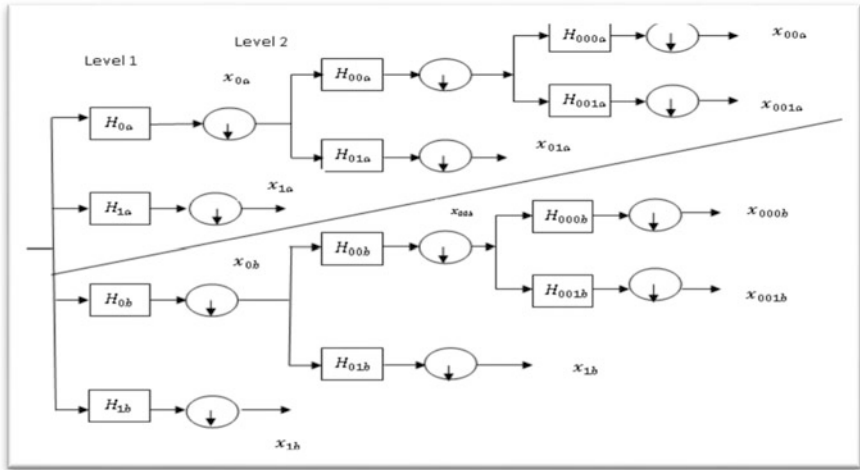 Level 1
Level 2
x₀ₐ
H₀ₐ
H₁ₐ
x₁ₐ
H₀₀ₐ
H₀₁ₐ
x₀₁ₐ
H₀₀₀ₐ
x₀₀ₐ
H₀₀₁ₐ
x₀₀₁ₐ
x₀b
H₀b
H₁b
x₁b
H₀₀b
H₀₁b
x₁b
H₀₀₀b
x₀₀₀b
H₀₀₁b
x₀₀₁b